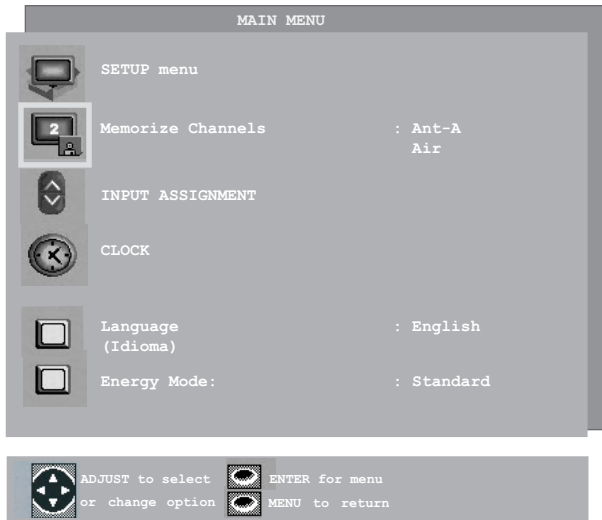 MAIN MENU
SETUP menu
2
Memorize Channels : Ant-A
Air
INPUT ASSIGNMENT
CLOCK
Language : English
(Idioma)
Energy Mode: : Standard
ADJUST to select ENTER for menu
or change option MENU to return